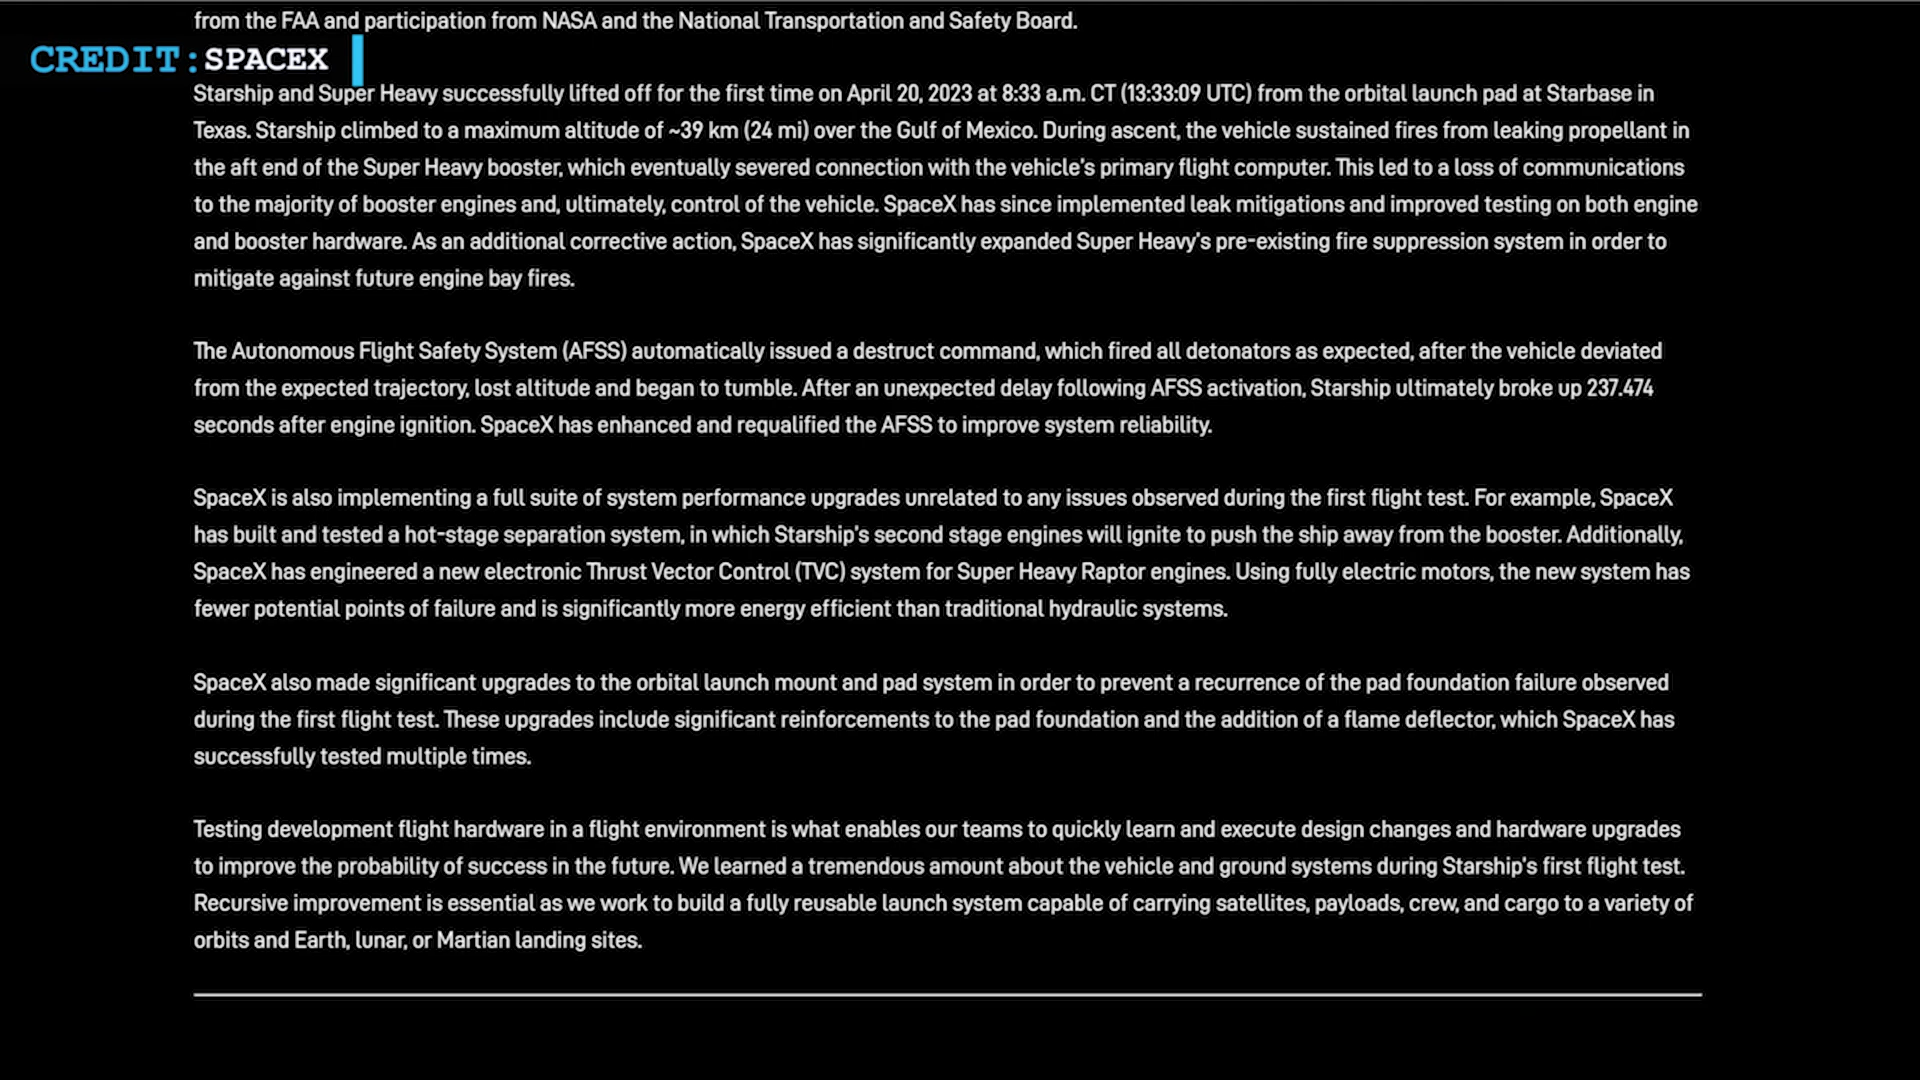 from the FAA and participation from NASA and the National Transportation and Safety Board.
CREDIT: SPACEX
Starship and Super Heavy successfully lifted off for the first time on April 20, 2023 at 8:33 a.m. CT (13:33:09 UTC) from the orbital launch pad at Starbase in
Texas. Starship climbed to a maximum altitude of ~39 km (24 mi) over the Gulf of Mexico. During ascent, the vehicle sustained fires from leaking propellant in
the aft end of the Super Heavy booster, which eventually severed connection with the vehicle's primary flight computer. This led to a loss of communications
to the majority of booster engines and, ultimately, control of the vehicle. SpaceX has since implemented leak mitigations and improved testing on both engine
and booster hardware. As an additional corrective action, SpaceX has significantly expanded Super Heavy's pre-existing fire suppression system in order to
mitigate against future engine bay fires.
The Autonomous Flight Safety System (AFSS) automatically issued a destruct command, which fired all detonators as expected, after the vehicle deviated
from the expected trajectory, lost altitude and began to tumble. After an unexpected delay following AFSS activation, Starship ultimately broke up 237.474
seconds after engine ignition. SpaceX has enhanced and requalified the AFSS to improve system reliability.
SpaceX is also implementing a full suite of system performance upgrades unrelated to any issues observed during the first flight test. For example, SpaceX
has built and tested a hot-stage separation system, in which Starship's second stage engines will ignite to push the ship away from the booster. Additionally,
SpaceX has engineered a new electronic Thrust Vector Control (TVC) system for Super Heavy Raptor engines. Using fully electric motors, the new system has
fewer potential points of failure and is significantly more energy efficient than traditional hydraulic systems.
SpaceX also made significant upgrades to the orbital launch mount and pad system in order to prevent a recurrence of the pad foundation failure observed
during the first flight test. These upgrades include significant reinforcements to the pad foundation and the addition of a flame deflector, which SpaceX has
successfully tested multiple times.
Testing development flight hardware in a flight environment is what enables our teams to quickly learn and execute design changes and hardware upgrades
to improve the probability of success in the future. We learned a tremendous amount about the vehicle and ground systems during Starship's first flight test.
Recursive improvement is essential as we work to build a fully reusable launch system capable of carrying satellites, payloads, crew, and cargo to a variety of
orbits and Earth, lunar, or Martian landing sites.